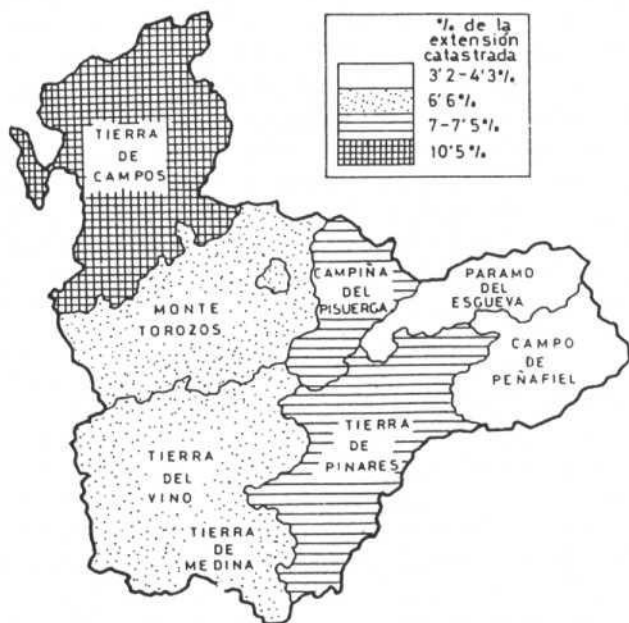 % de la
extensión
catastrada
3'2-4'3%
6'6%
7-7'5%
10'5%
TIERRA
DE
CAMPOS
MONTE
TOROZOS
CAMPIÑA
DEL
PISUERGA
PARAMO
DEL
ESGUEVA
CAMPO
DE
PEÑAFIEL
TIERRA
DE
PINARES
TIERRA
DEL
VINO
TIERRA
DE
MEDINA